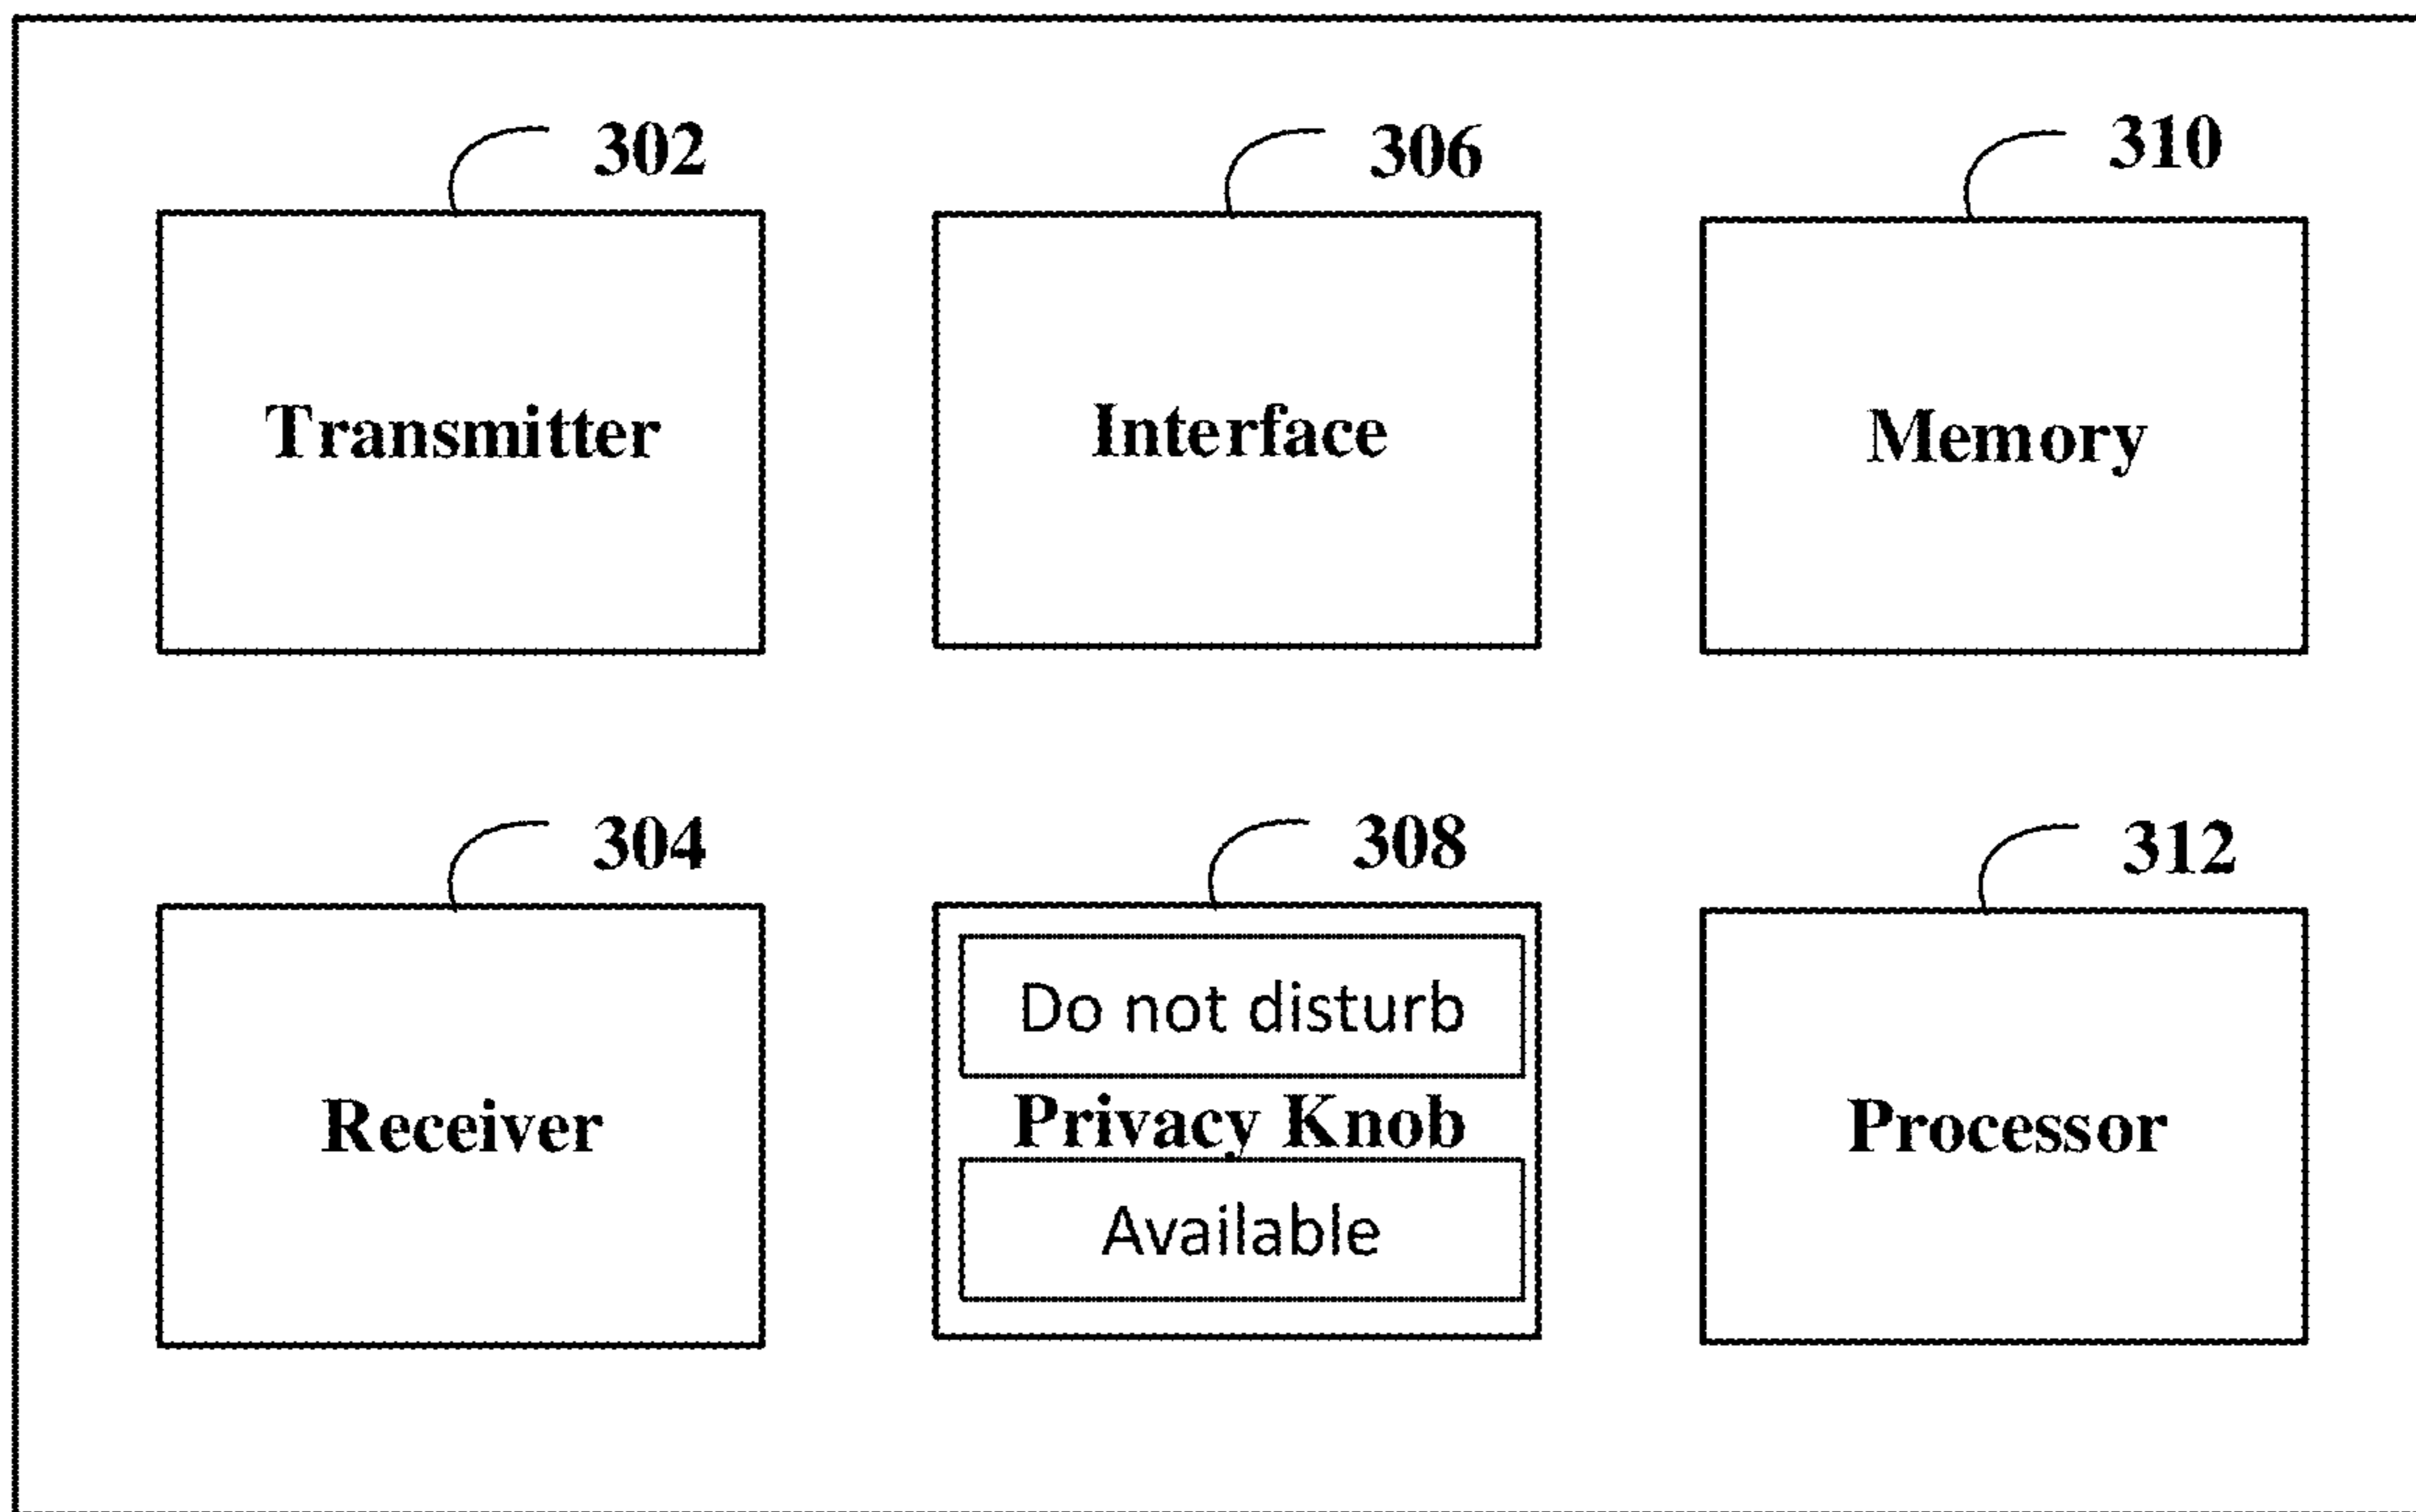 302
306
310
Transmitter
Interface
Memory
304
308
312
Receiver
Do not disturb
Privacy Knob
Available
Processor